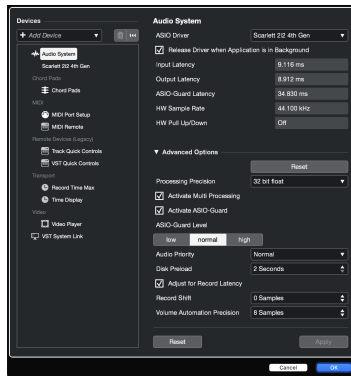 Devices
+ Add Device
Audio System
Scarlett 2i2 4th Gen
Chord Pads
Chord Pads
MIDI
MIDI Port Setup
MIDI Remote
Remote Devices (Legacy)
Track Quick Controls
VST Quick Controls
Transport
Record Time Max
Time Display
Video
Video Player
VST System Link
Audio System
ASIO Driver Scarlett 2i2 4th Gen
Release Driver when Application is in Background
Input Latency 9.116 ms
Output Latency 8.912 ms
ASIO-Guard Latency 34.830 ms
HW Sample Rate 44.100 kHz
HW Pull Up/Down Off
Advanced Options
Reset
Processing Precision 32 bit float
Activate Multi Processing
Activate ASIO-Guard
ASIO-Guard Level
low normal high
Audio Priority Normal
Disk Preload 2 Seconds
Adjust for Record Latency
Record Shift 0 Samples
Volume Automation Precision 8 Samples
Reset Apply
Cancel OK